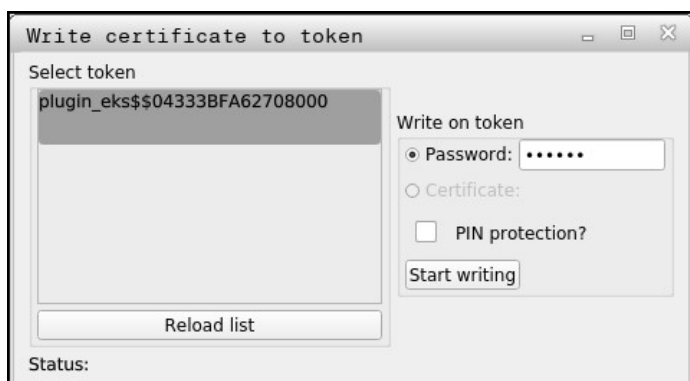 Write certificate to token
Select token
plugin_eks$$04333BFA62708000
Write on token
Password: ••••••
Certificate:
PIN protection?
Start writing
Reload list
Status: